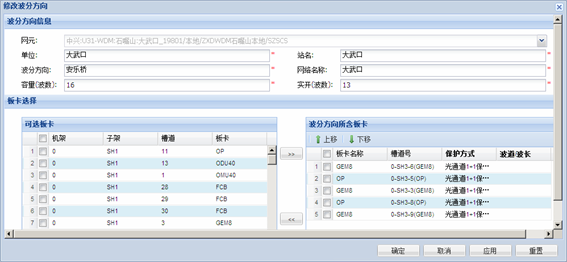 修改波分方向
波分方向信息
网元: 中兴:U31-WDM:石嘴山:大武口_19801/本地/ZXDWDM石嘴山本地/SZSCS
单位: 大武口 * 站名: 大武口 *
波分方向: 安乐桥 * 网络名称: 大武口 *
容量(波数): 16 * 实开(波数): 13 *
板卡选择
可选板卡
机架 子架 槽道 板卡
1 0 SH1 11 OP
2 0 SH1 13 ODU40
3 0 SH1 1 OMU40
4 0 SH1 28 FCB
5 0 SH1 29 FCB
6 0 SH1 30 FCB
7 0 SH1 3 GEM8
>>
<<
波分方向所含板卡
上移 下移
板卡名称 槽道号 保护方式 波道/波长
1 GEM8 0-SH3-6(GEM8) 光通道1+1保…
2 OP 0-SH3-5(OP) 光通道1+1保…
3 GEM8 0-SH3-3(GEM8) 光通道1+1保…
4 OP 0-SH3-9(OP) 光通道1+1保…
5 GEM8 0-SH3-9(GEM8) 光通道1+1保…
确定 取消 应用 重置